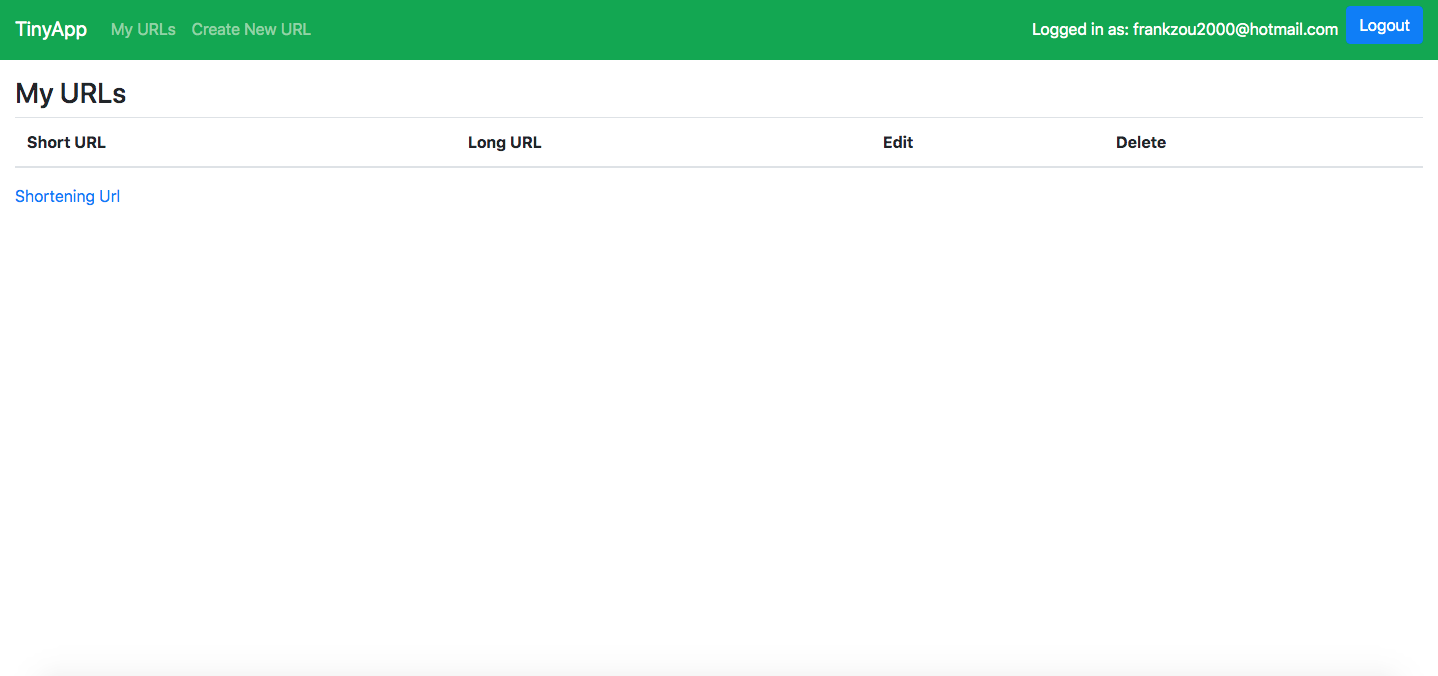 TinyApp My URLs Create New URL Logged in as: frankzou2000@hotmail.com Logout
My URLs
Short URL Long URL Edit Delete
Shortening Url